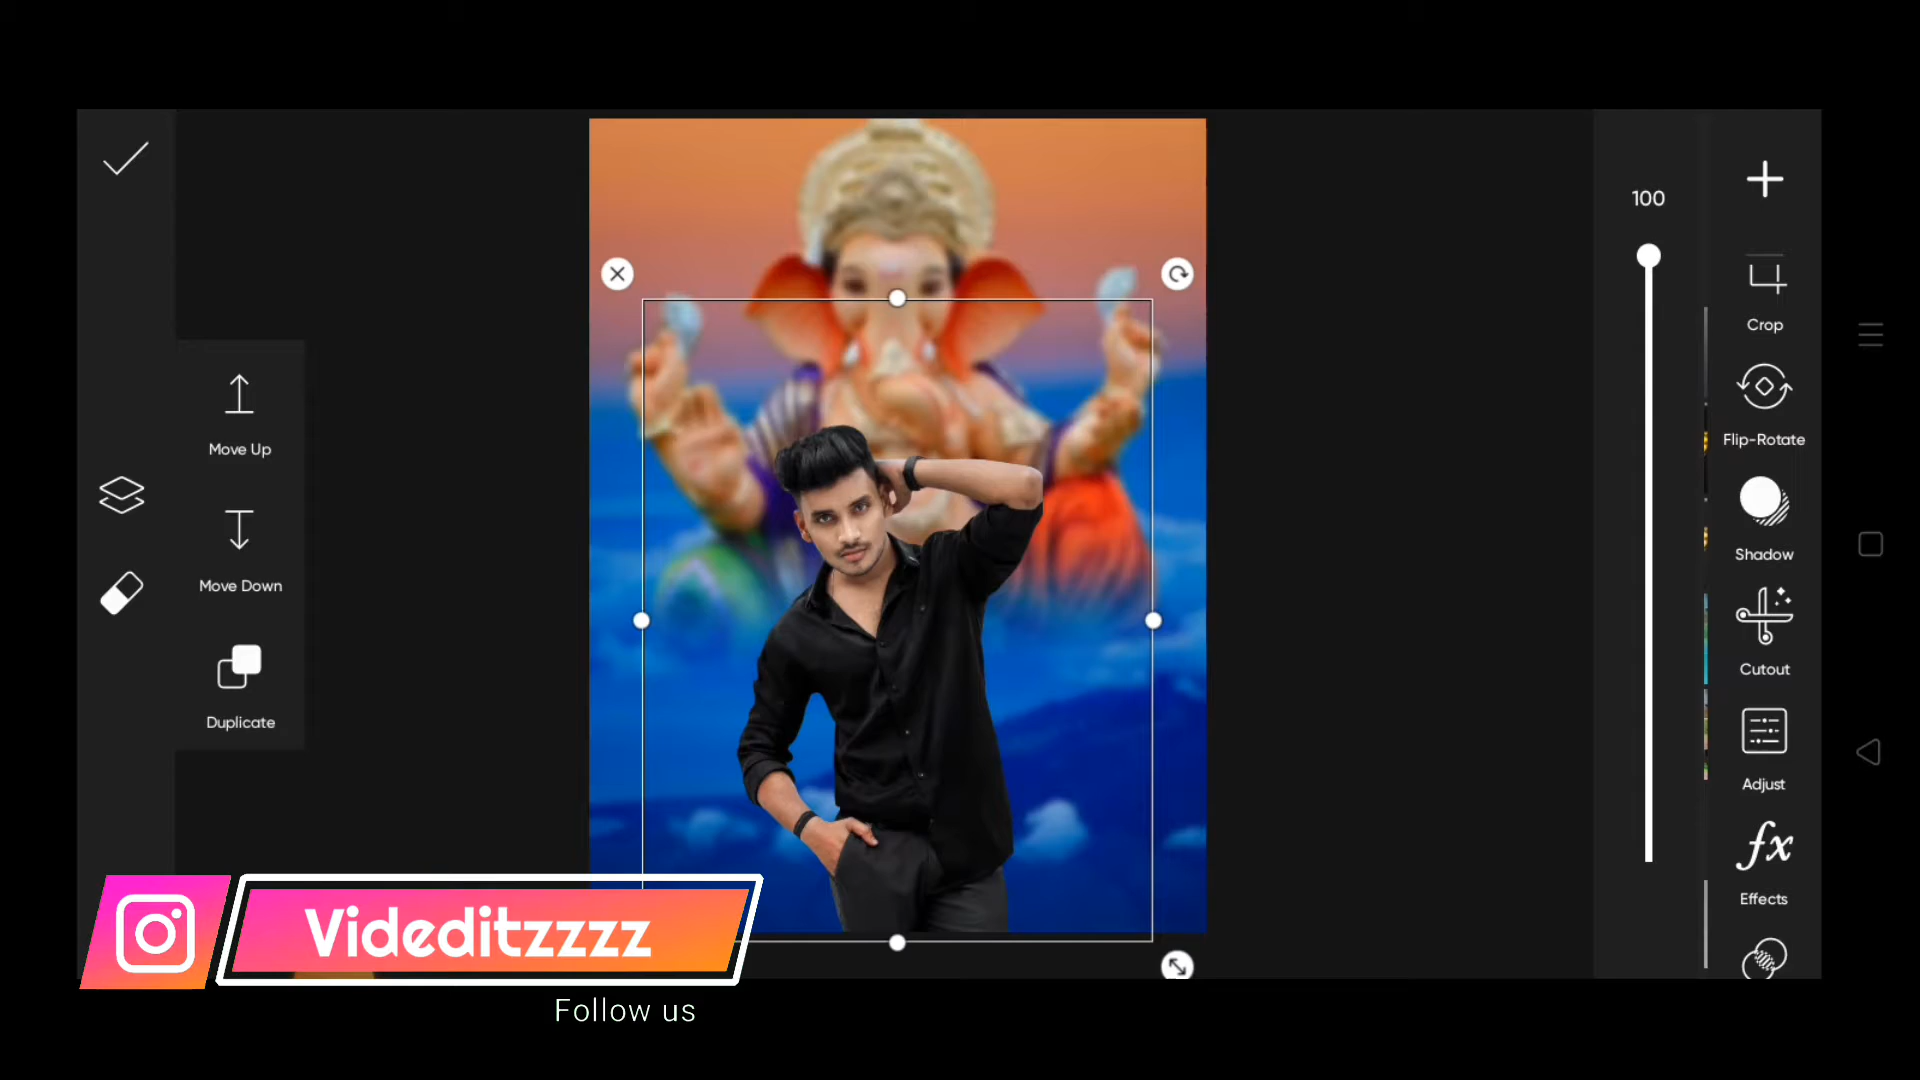 100
Crop
Flip-Rotate
Move Up
Shadow
Move Down
Cutout
Duplicate
Adjust
fx
Effects
Videditzzzz
Follow us